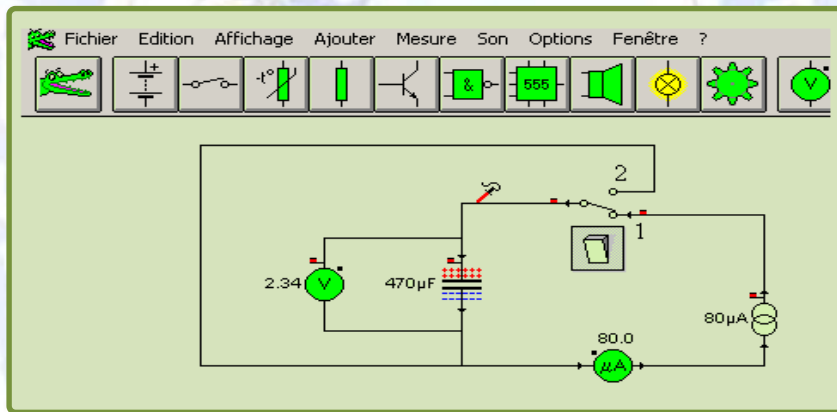 Fichier Edition Affichage Ajouter Mesure Son Options Fenêtre ?
+ -t° & 555 V
2
1
2.34 V 470µF
80µA
80.0
µA